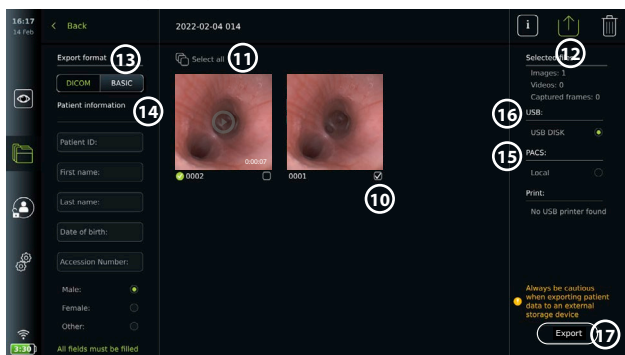 16:17
14 Feb
Back
2022-02-04 014
i
Export format
13
DICOM
BASIC
Patient information
14
Patient ID:
First name:
Last name:
Date of birth:
Accession Number:
Male:
Female:
Other:
All fields must be filled
3:30
Select all
11
0:00:07
0002
0001
10
12
Selected files:
Images: 1
Videos: 0
Captured frames: 0
16
USB:
USB DISK
15
PACS:
Local
Print:
No USB printer found
Always be cautious
when exporting patient
data to an external
storage device
Export
17